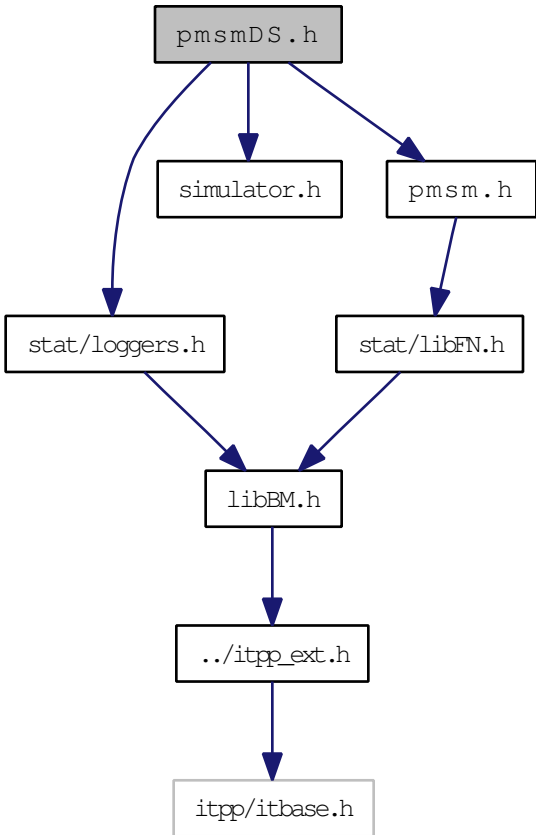 pmsmDS.h
simulator.h
pmsm.h
stat/loggers.h
stat/libFN.h
libBM.h
../itpp_ext.h
itpp/itbase.h